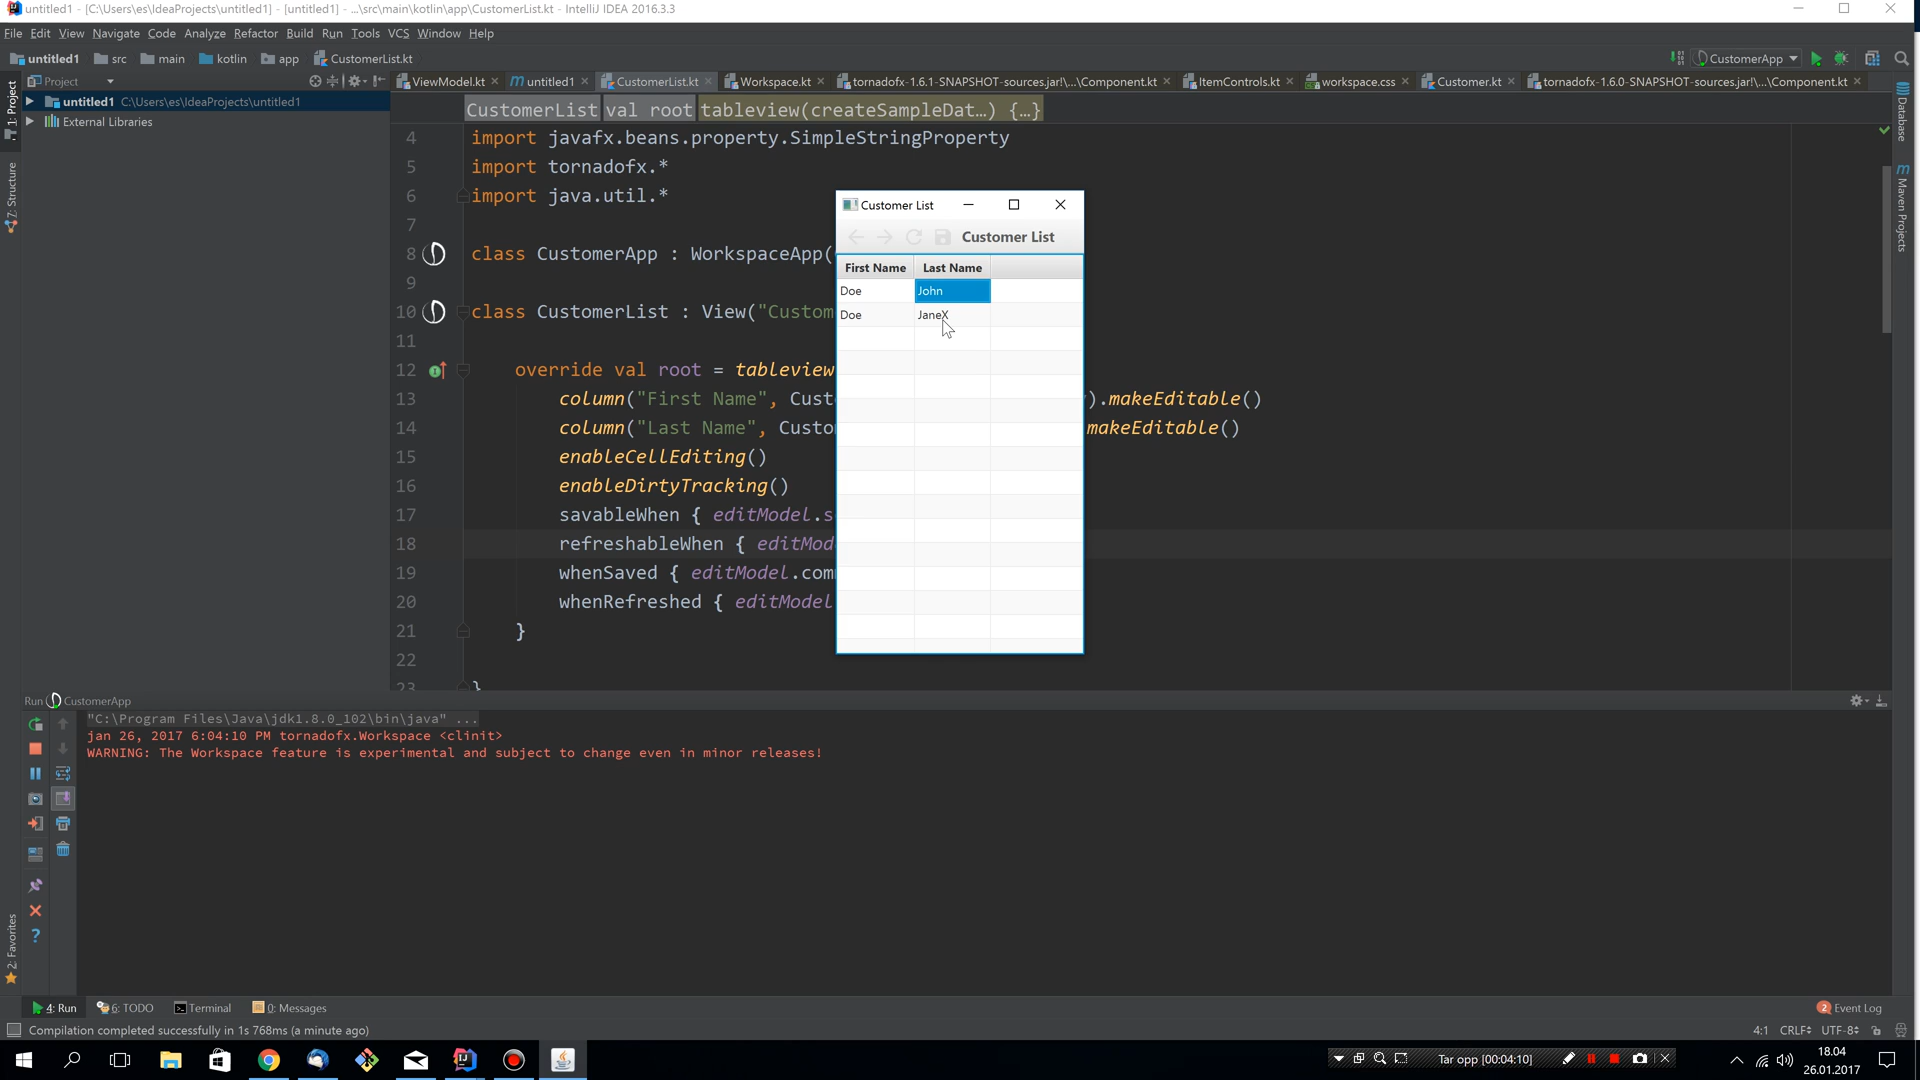 untitled1 - [C:\Users\es\IdeaProjects\untitled1] - [untitled1] - ...\src\main\kotlin\app\CustomerList.kt - IntelliJ IDEA 2016.3.3
File Edit View Navigate Code Analyze Refactor Build Run Tools VCS Window Help
untitled1 src main kotlin app CustomerList.kt CustomerApp
Project ViewModel.kt untitled1 CustomerList.kt Workspace.kt tornadofx-1.6.1-SNAPSHOT-sources.jar!\...\Component.kt ItemControls.kt workspace.css Customer.kt tornadofx-1.6.0-SNAPSHOT-sources.jar!\...\Component.kt
untitled1 C:\Users\es\IdeaProjects\untitled1
External Libraries
1: Project
7: Structure
2: Favorites
Database
Maven Projects
CustomerList val root tableview(createSampleDat…) {…}
4 import javafx.beans.property.SimpleStringProperty
5 import tornadofx.*
6 import java.util.*
7
8 class CustomerApp : WorkspaceApp(
9
10 class CustomerList : View("Custom
11
12 override val root = tableview
13 column("First Name", Cust ).makeEditable()
14 column("Last Name", Custo makeEditable()
15 enableCellEditing()
16 enableDirtyTracking()
17 savableWhen { editModel.s
18 refreshableWhen { editMod
19 whenSaved { editModel.com
20 whenRefreshed { editModel
21 }
22
23 }
Customer List
Customer List
First Name Last Name
Doe John
Doe JaneX
Run CustomerApp
"C:\Program Files\Java\jdk1.8.0_102\bin\java" ...
jan 26, 2017 6:04:10 PM tornadofx.Workspace <clinit>
WARNING: The Workspace feature is experimental and subject to change even in minor releases!
4: Run 6: TODO Terminal 0: Messages 2 Event Log
Compilation completed successfully in 1s 768ms (a minute ago) 4:1 CRLF UTF-8
Tar opp [00:04:10]
18.04
26.01.2017